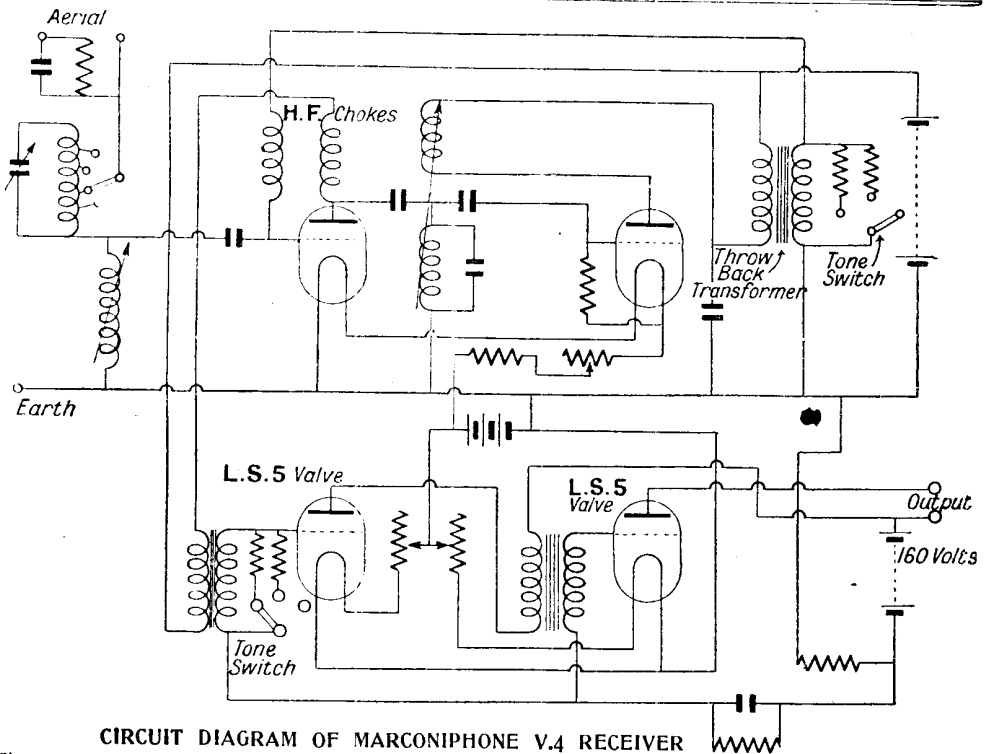 Aerial
H.F. Chokes
Throw
Back
Transformer
Tone
Switch
Earth
L.S.5 Valve
L.S.5
Valve
Output
160 Volts
Tone
Switch
CIRCUIT DIAGRAM OF MARCONIPHONE V.4 RECEIVER